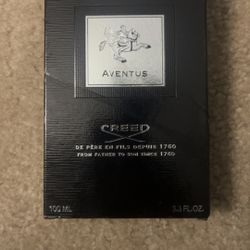 AVENTUS
CREED
DE PÈRE EN FILS DEPUIS 1760
FROM FATHER TO SON SINCE 1760
100 ML 3.3 FL.OZ.